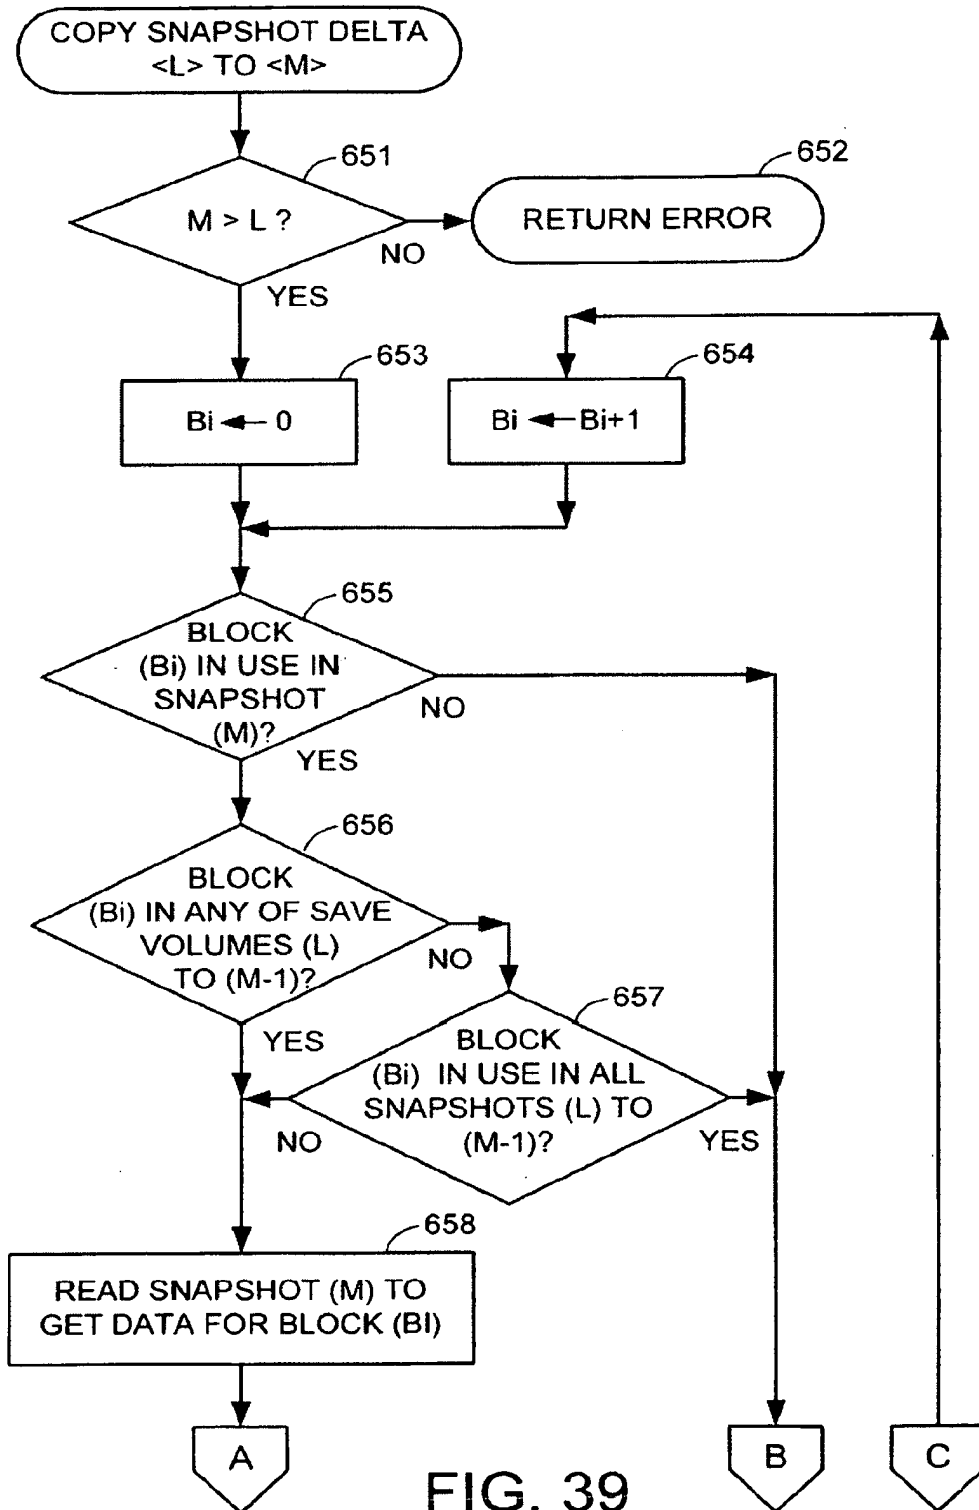 COPY SNAPSHOT DELTA
<L> TO <M>
651
M > L ?
NO
YES
652
RETURN ERROR
653
Bi ← 0
654
Bi ← Bi+1
655
BLOCK
(Bi) IN USE IN
SNAPSHOT
(M)?
NO
YES
656
BLOCK
(Bi) IN ANY OF SAVE
VOLUMES (L)
TO (M-1)?
NO
YES
657
BLOCK
(Bi) IN USE IN ALL
SNAPSHOTS (L) TO
(M-1)?
NO
YES
658
READ SNAPSHOT (M) TO
GET DATA FOR BLOCK (BI)
A
B
C
FIG. 39